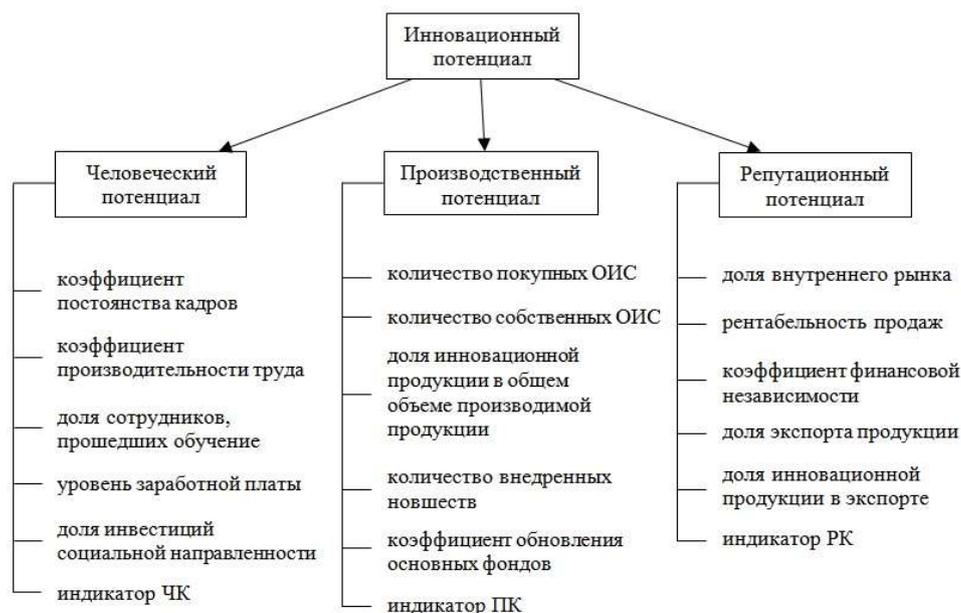 Инновационный
потенциал
Человеческий
потенциал
коэффициент
постоянства кадров
коэффициент
производительности труда
доля сотрудников,
прошедших обучение
уровень заработной платы
доля инвестиций
социальной направленности
индикатор ЧК
Производственный
потенциал
количество покупных ОИС
количество собственных ОИС
доля инновационной
продукции в общем
объеме производимой
продукции
количество внедренных
новшеств
коэффициент обновления
основных фондов
индикатор ПК
Репутационный
потенциал
доля внутреннего рынка
рентабельность продаж
коэффициент финансовой
независимости
доля экспорта продукции
доля инновационной
продукции в экспорте
индикатор РК